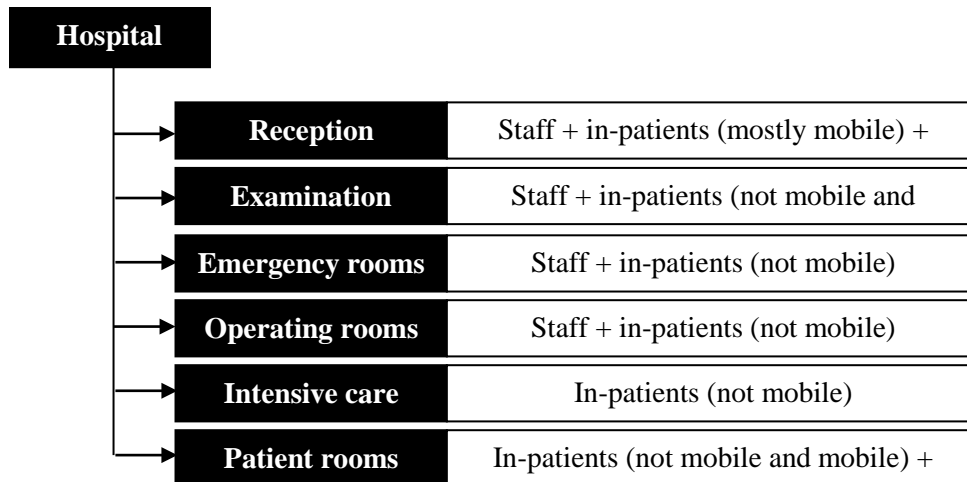 Hospital
Reception Staff + in-patients (mostly mobile) +
Examination Staff + in-patients (not mobile and
Emergency rooms Staff + in-patients (not mobile)
Operating rooms Staff + in-patients (not mobile)
Intensive care In-patients (not mobile)
Patient rooms In-patients (not mobile and mobile) +